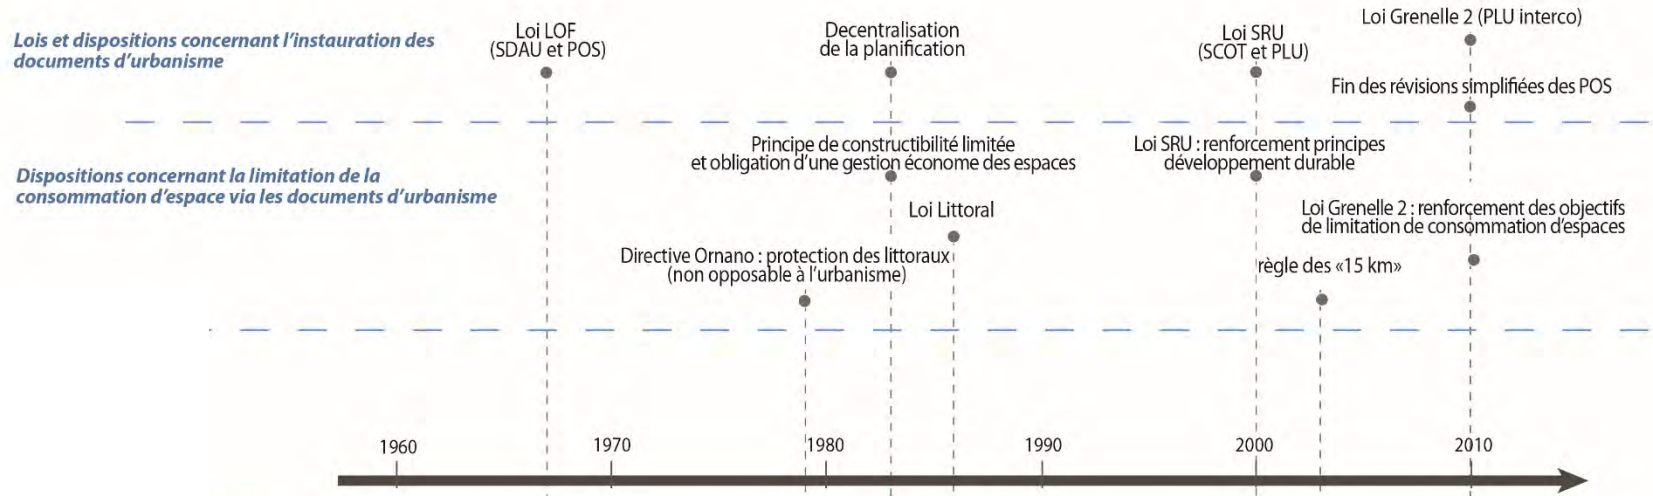 Lois et dispositions concernant l'instauration des
documents d'urbanisme
Loi LOF
(SDAU et POS)
Decentralisation
de la planification
Loi SRU
(SCOT et PLU)
Loi Grenelle 2 (PLU interco)
Fin des révisions simplifiées des POS
Dispositions concernant la limitation de la
consommation d'espace via les documents d'urbanisme
Principe de constructibilité limitée
et obligation d'une gestion économe des espaces
Loi SRU : renforcement principes
développement durable
Loi Littoral
Loi Grenelle 2 : renforcement des objectifs
de limitation de consommation d'espaces
Directive Ornano : protection des littoraux
(non opposable à l'urbanisme)
règle des «15 km»
1960
1970
1980
1990
2000
2010